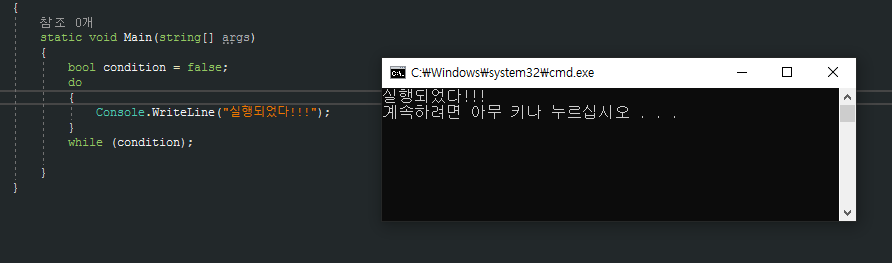 {
참조 0개
static void Main(string[] args)
{
bool condition = false;
do
{
Console.WriteLine("실행되었다!!!");
}
while (condition);
}
}
C:\Windows\system32\cmd.exe
실행되었다!!!
계속하려면 아무 키나 누르십시오 . . .